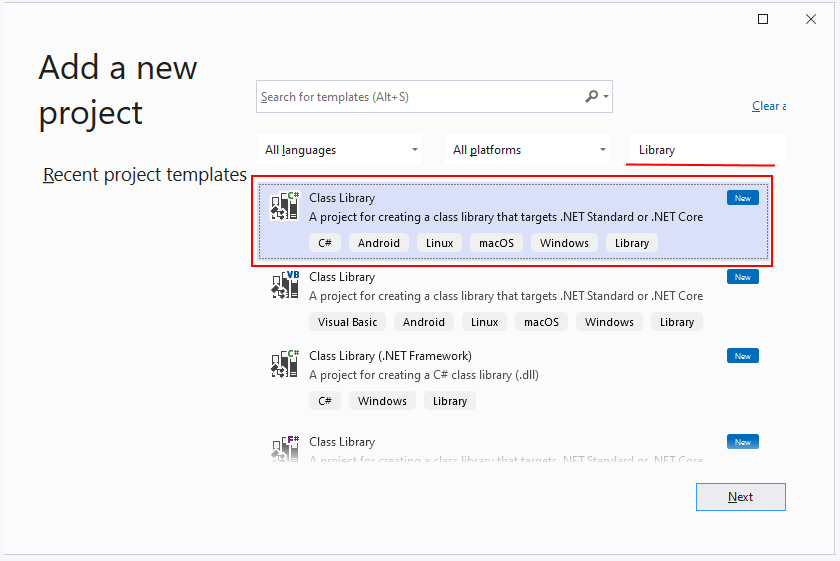 Add a new
project
Search for templates (Alt+S)
Clear a
All languages
All platforms
Library
Recent project templates
C#
Class Library
New
A project for creating a class library that targets .NET Standard or .NET Core
C# Android Linux macOS Windows Library
VB
Class Library
New
A project for creating a class library that targets .NET Standard or .NET Core
Visual Basic Android Linux macOS Windows Library
C#
Class Library (.NET Framework)
New
A project for creating a C# class library (.dll)
C# Windows Library
F#
Class Library
New
A project for creating a class library that targets .NET Standard or .NET Core
Next